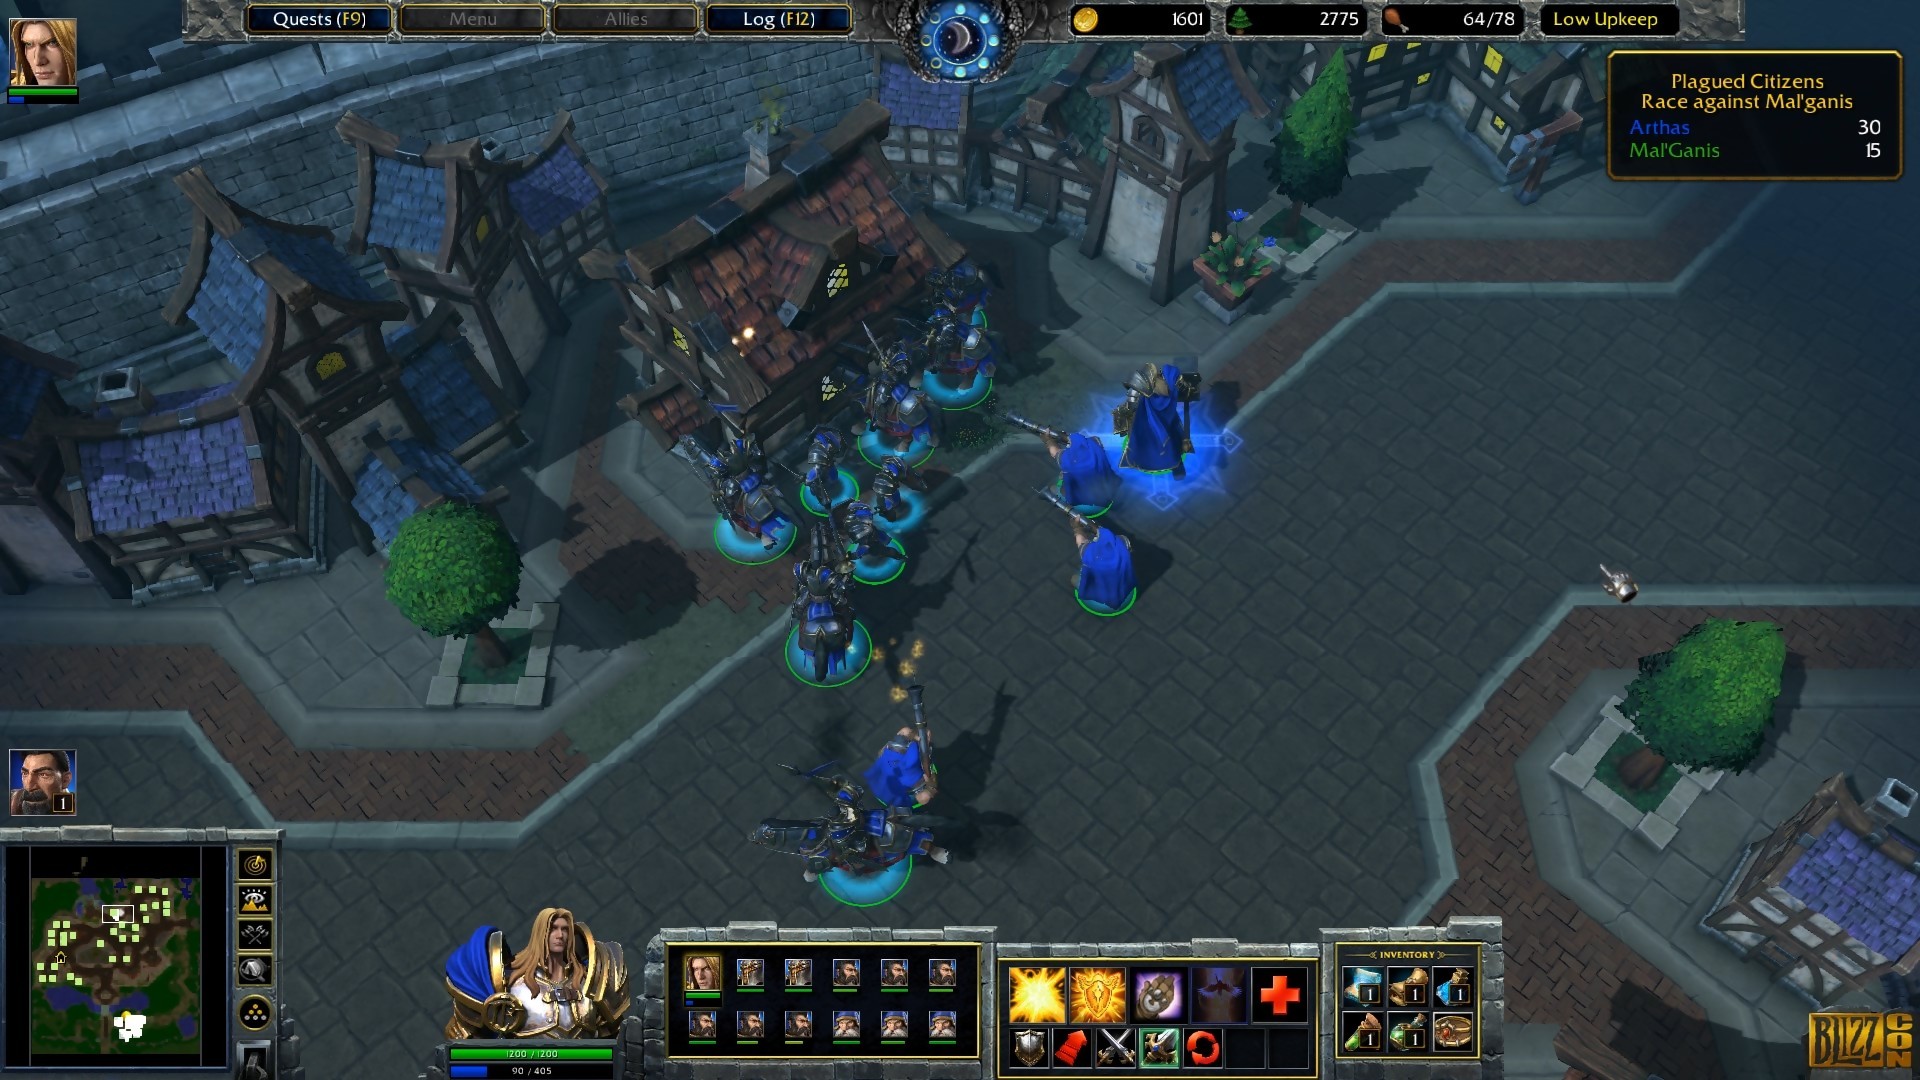 Quests (F9)
Menu
Allies
Log (F12)
1601
2775
64/78
Low Upkeep
Plagued Citizens
Race against Mal'ganis
Arthas 30
Mal'Ganis 15
1
1200 / 1200
90 / 405
INVENTORY
1 1 1
1 1
BLIZZCON